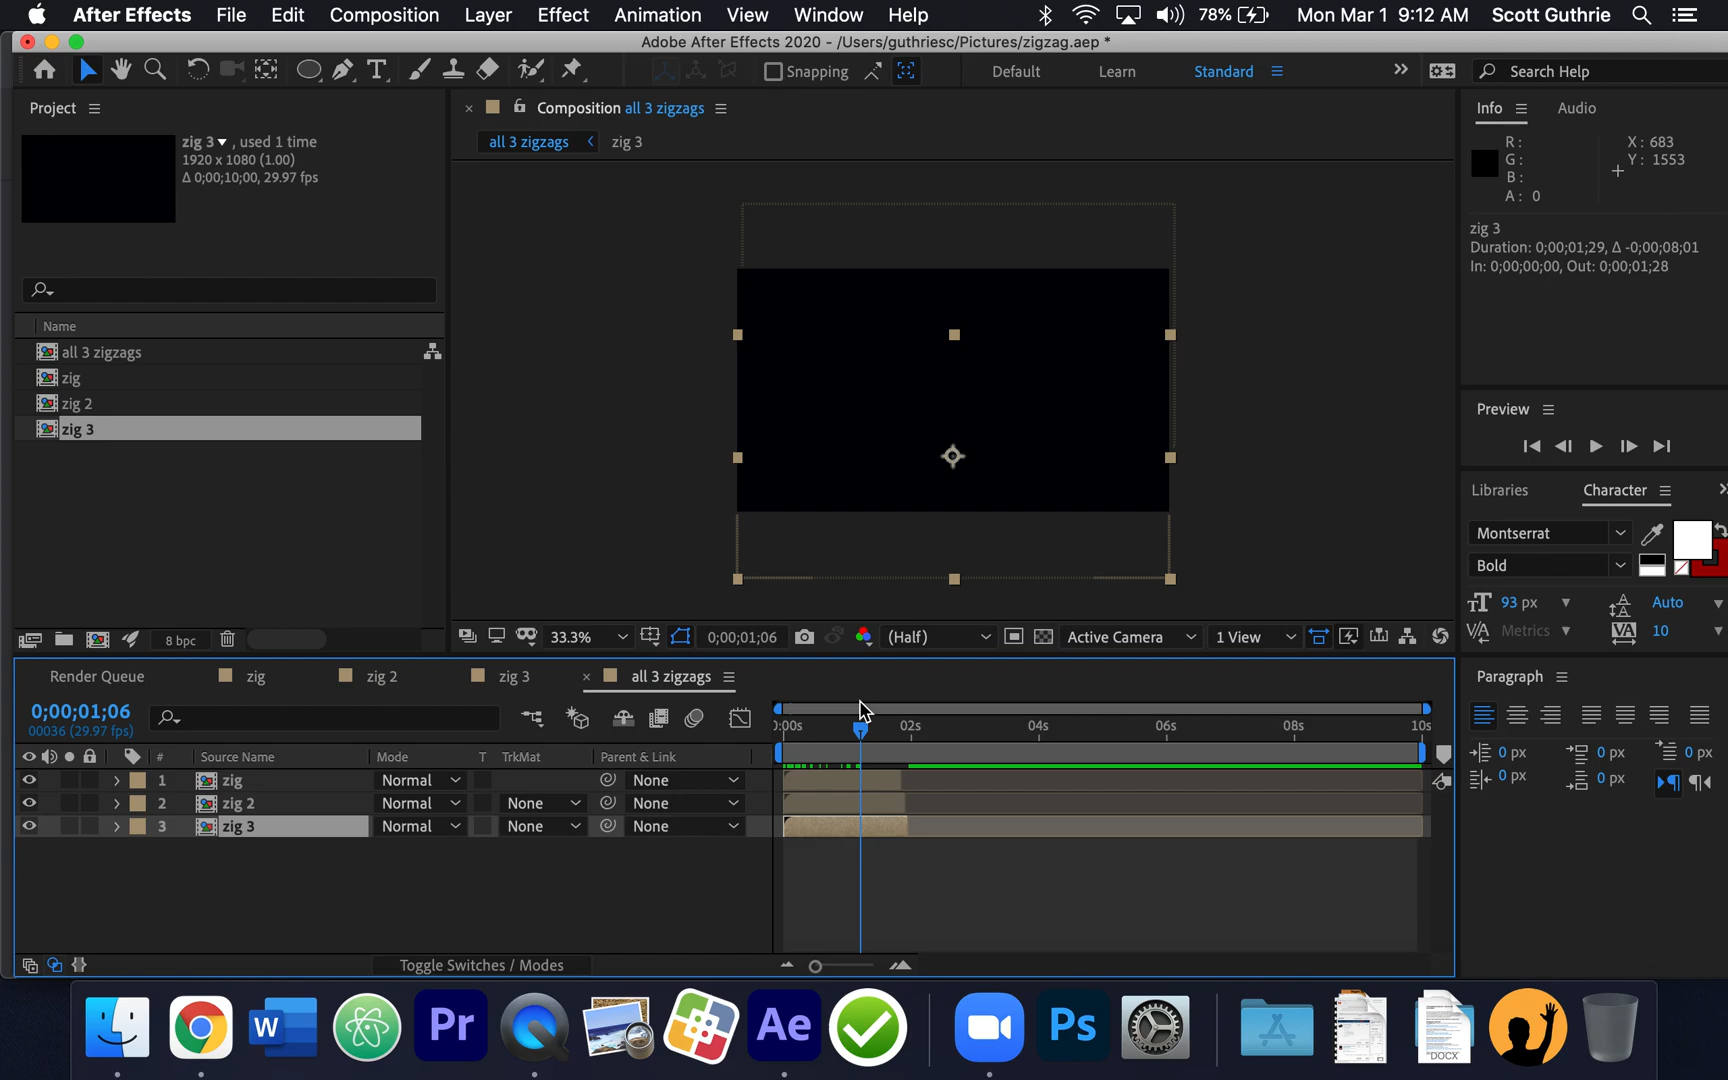 After Effects File Edit Composition Layer Effect Animation View Window Help 78% Mon Mar 1 9:12 AM Scott Guthrie
Adobe After Effects 2020 - /Users/guthriesc/Pictures/zigzag.aep *
T Snapping Default Learn Standard Search Help
Project
zig 3 , used 1 time
1920 x 1080 (1.00)
Δ 0;00;10;00, 29.97 fps
Name
all 3 zigzags
zig
zig 2
zig 3
8 bpc
Composition all 3 zigzags
all 3 zigzags zig 3
33.3% 0;00;01;06 (Half) Active Camera 1 View
Info Audio
R :
G :
B :
A : 0
X : 683
Y : 1553
zig 3
Duration: 0;00;01;29, Δ -0;00;08;01
In: 0;00;00;00, Out: 0;00;01;28
Preview
Libraries Character
Montserrat
Bold
93 px Auto
Metrics 10
Paragraph
0 px 0 px 0 px
0 px 0 px
Render Queue zig zig 2 zig 3 all 3 zigzags
0;00;01;06
00036 (29.97 fps)
0:00s 02s 04s 06s 08s 10s
# Source Name Mode T TrkMat Parent & Link
1 zig Normal None
2 zig 2 Normal None None
3 zig 3 Normal None None
Toggle Switches / Modes
W Pr Ae Ps DOCX